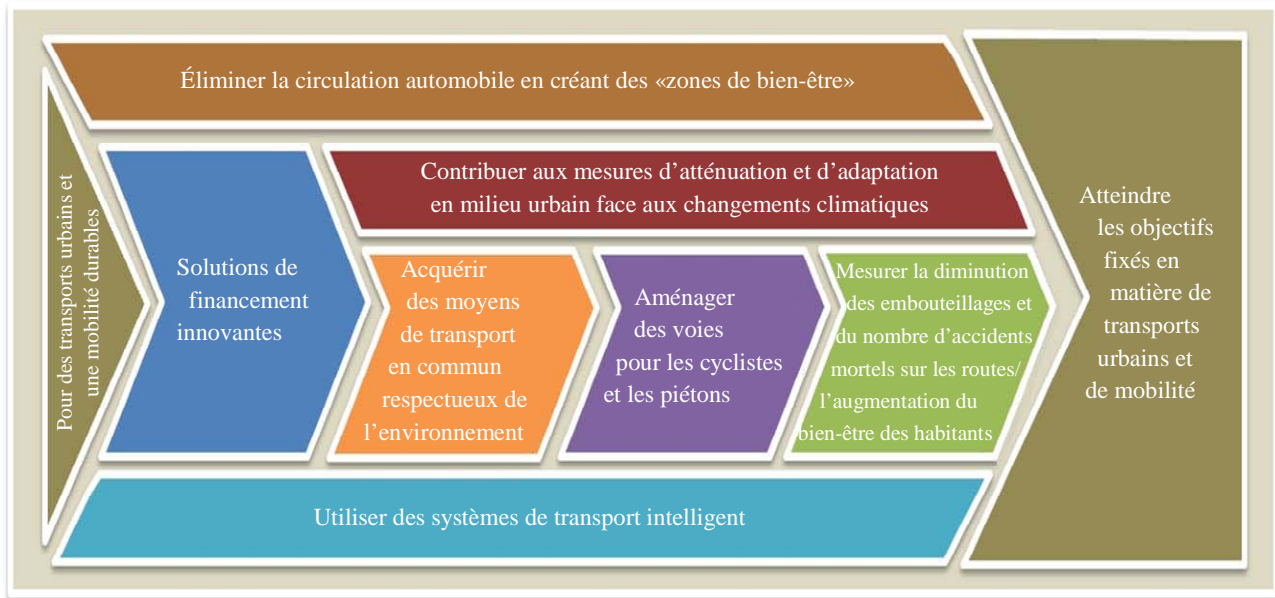 Éliminer la circulation automobile en créant des «zones de bien-être»
Pour des transports urbains et
une mobilité durables
Solutions de
financement
innovantes
Contribuer aux mesures d’atténuation et d’adaptation
en milieu urbain face aux changements climatiques
Acquérir
des moyens
de transport
en commun
respectueux de
l’environnement
Aménager
des voies
pour les cyclistes
et les piétons
Mesurer la diminution
des embouteillages et
du nombre d’accidents
mortels sur les routes/
l’augmentation du
bien-être des habitants
Utiliser des systèmes de transport intelligent
Atteindre
les objectifs
fixés en
matière de
transports
urbains et
de mobilité